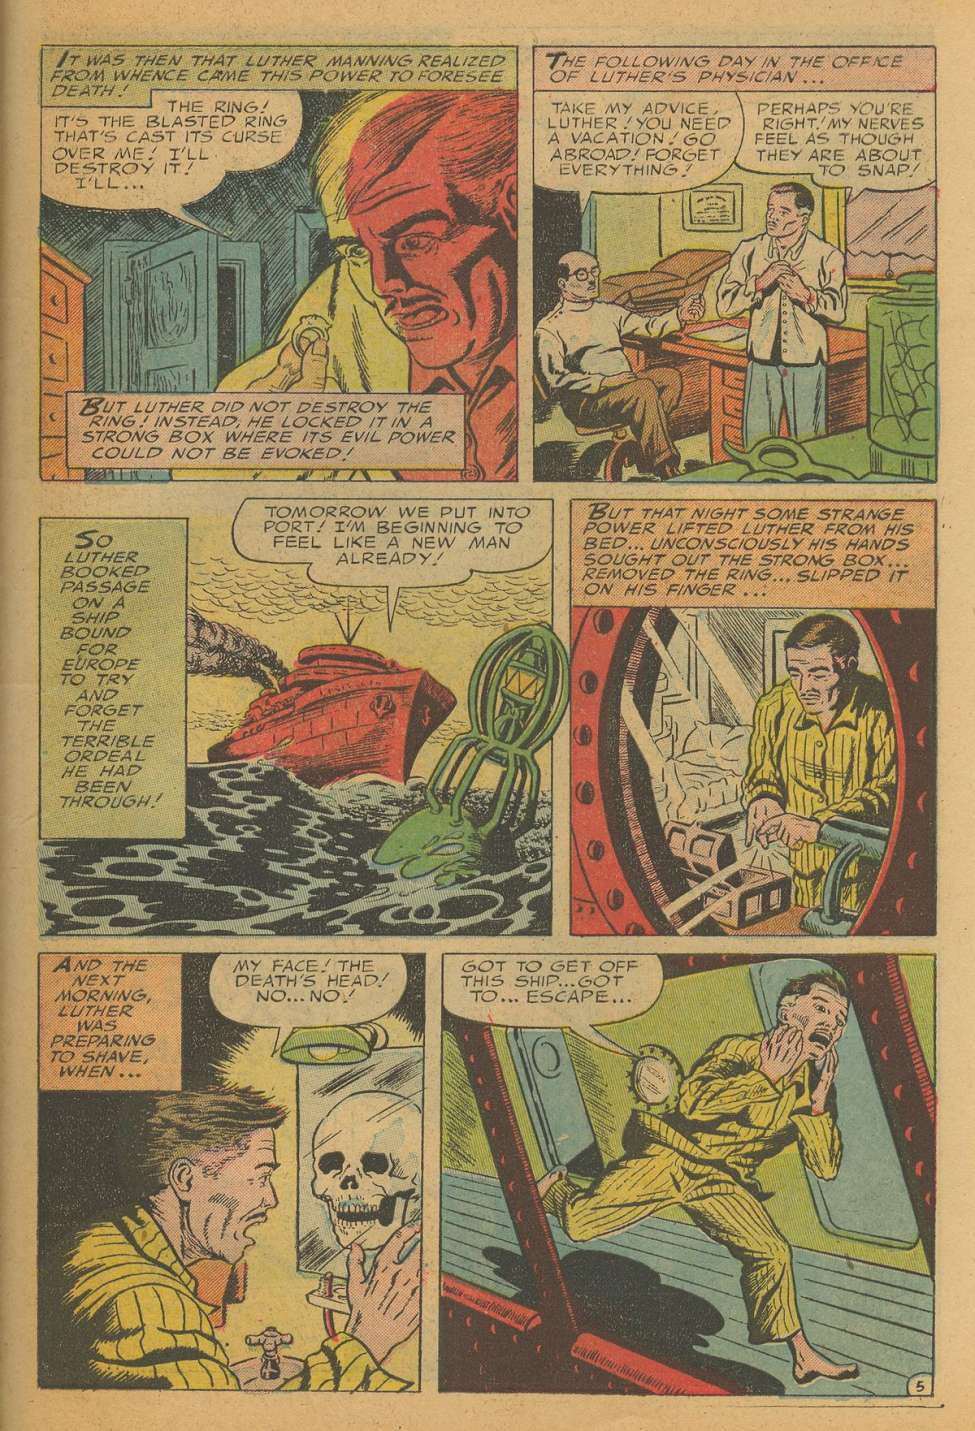 IT WAS THEN THAT LUTHER MANNING REALIZED
FROM WHENCE CAME THIS POWER TO FORESEE
DEATH!
THE RING!
IT'S THE BLASTED RING
THAT'S CAST ITS CURSE
OVER ME! I'LL
DESTROY IT!
I'LL...
BUT LUTHER DID NOT DESTROY THE
RING! INSTEAD, HE LOCKED IT IN A
STRONG BOX WHERE ITS EVIL POWER
COULD NOT BE EVOKED!
THE FOLLOWING DAY IN THE OFFICE
OF LUTHER'S PHYSICIAN...
TAKE MY ADVICE,
LUTHER! YOU NEED
A VACATION! GO
ABROAD! FORGET
EVERYTHING!
PERHAPS YOU'RE
RIGHT! MY NERVES
FEEL AS THOUGH
THEY ARE ABOUT
TO SNAP!
SO
LUTHER
BOOKED
PASSAGE
ON A
SHIP
BOUND
FOR
EUROPE
TO TRY
AND
FORGET
THE
TERRIBLE
ORDEAL
HE HAD
BEEN
THROUGH!
TOMORROW WE PUT INTO
PORT! I'M BEGINNING TO
FEEL LIKE A NEW MAN
ALREADY!
BUT THAT NIGHT SOME STRANGE
POWER LIFTED LUTHER FROM HIS
BED... UNCONSCIOUSLY HIS HANDS
SOUGHT OUT THE STRONG BOX...
REMOVED THE RING... SLIPPED IT
ON HIS FINGER...
AND THE
NEXT
MORNING,
LUTHER
WAS
PREPARING
TO SHAVE,
WHEN...
MY FACE! THE
DEATH'S HEAD!
NO... NO!
GOT TO GET OFF
THIS SHIP... GOT
TO... ESCAPE...
5